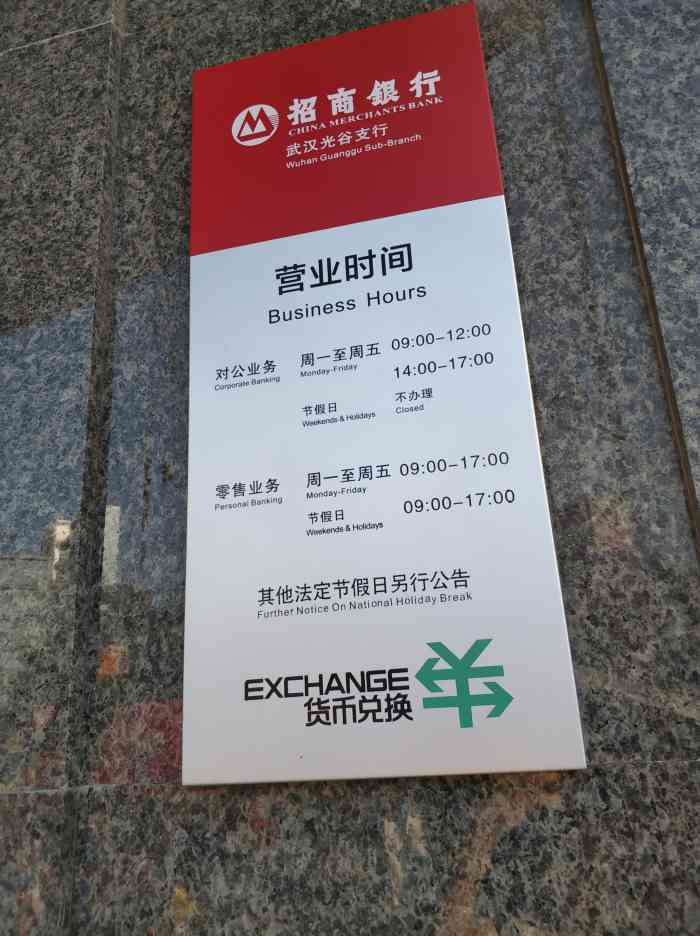 招商銀行
CHINA MERCHANTS BANK
武汉光谷支行
Wuhan Guanggu Sub-Branch
营业时间
Business Hours
对公业务 周一至周五 09:00-12:00
Corporate Banking Monday-Friday
14:00-17:00
节假日 不办理
Weekends & Holidays Closed
零售业务 周一至周五 09:00-17:00
Personal Banking Monday-Friday
节假日 09:00-17:00
Weekends & Holidays
其他法定节假日另行公告
Further Notice On National Holiday Break
EXCHANGE
货币兑换